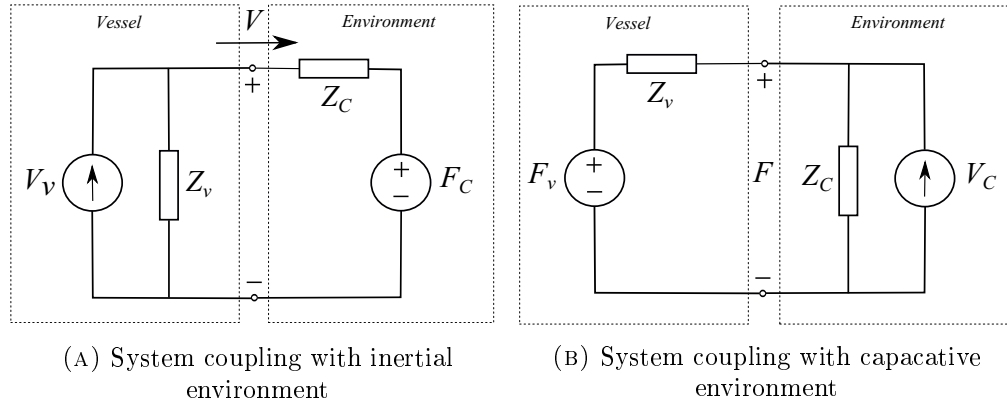 Vessel
V
Environment
+
Z_C
V_v
Z_v
+
−
F_C
−
(A) System coupling with inertial
environment
Vessel
Environment
Z_v
+
F_v
+
−
F
Z_C
V_C
−
(B) System coupling with capacative
environment